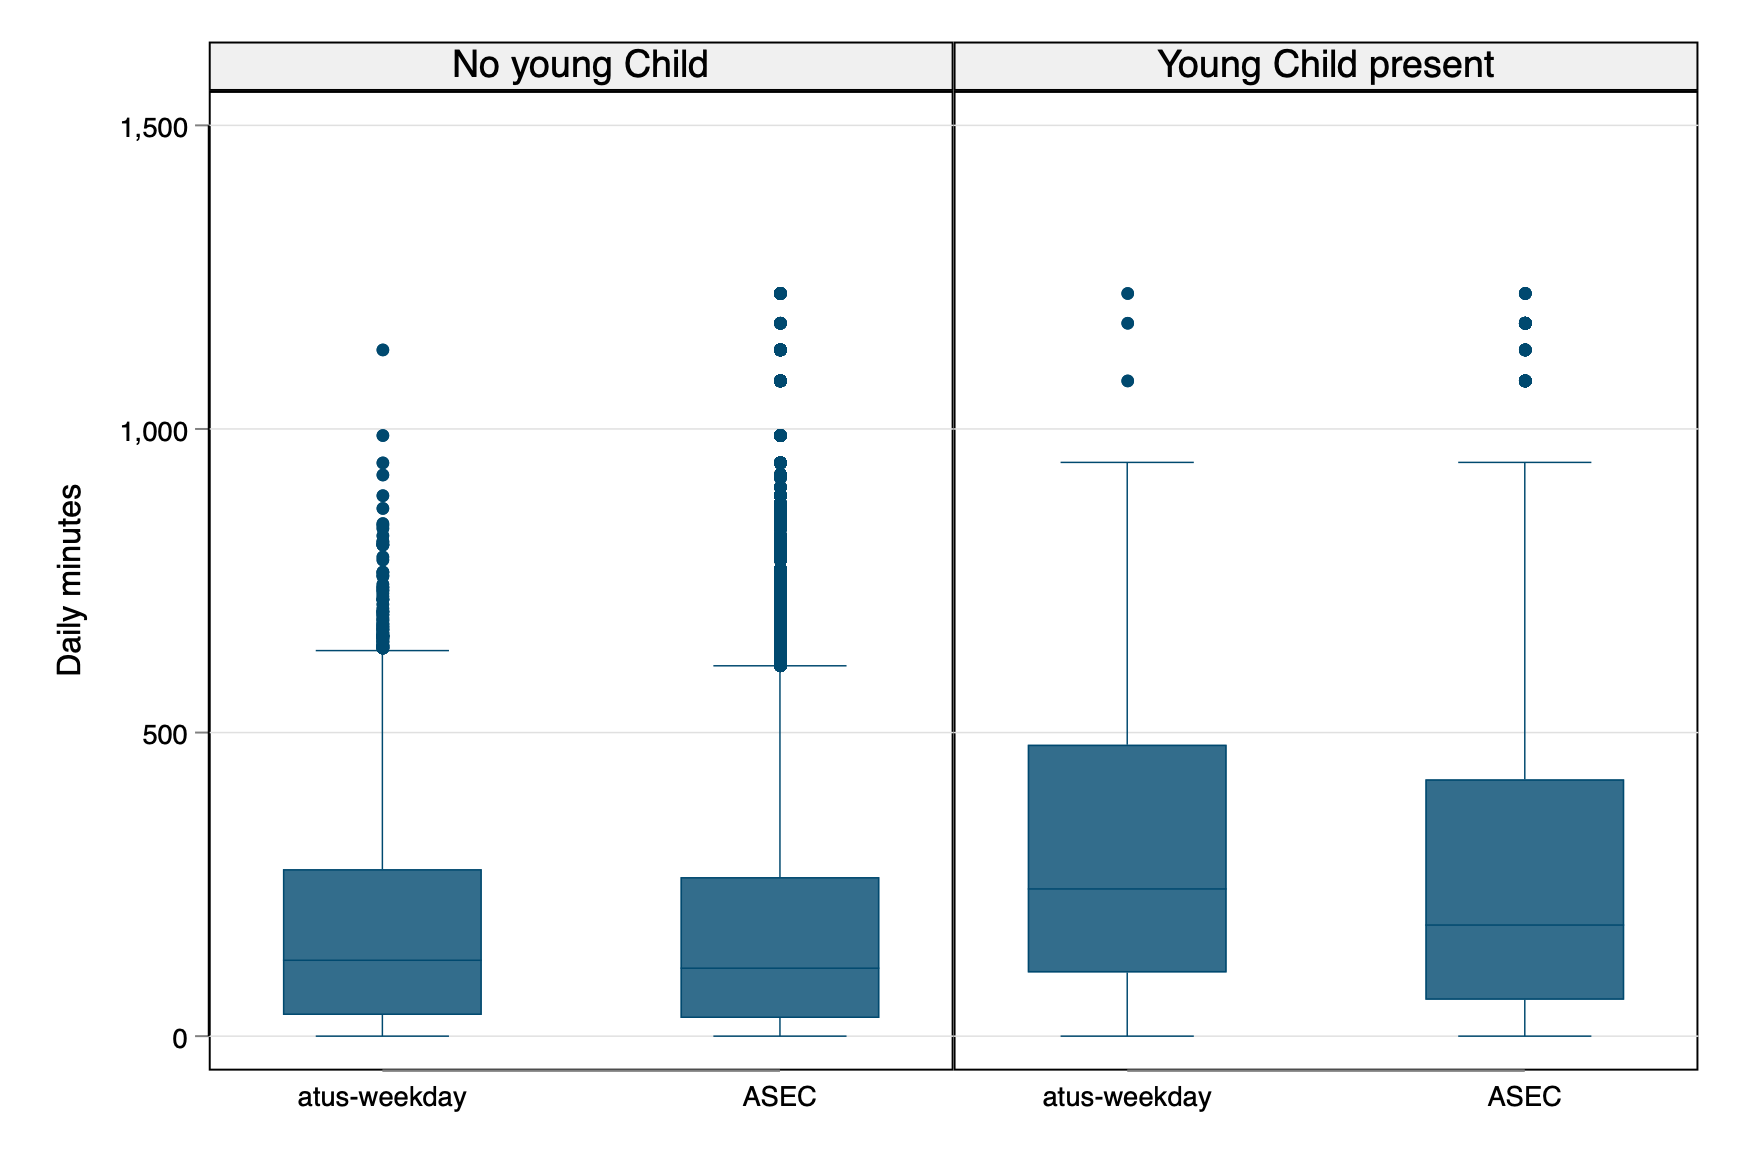 No young Child
Young Child present
1,500
1,000
500
0
Daily minutes
atus-weekday
ASEC
atus-weekday
ASEC